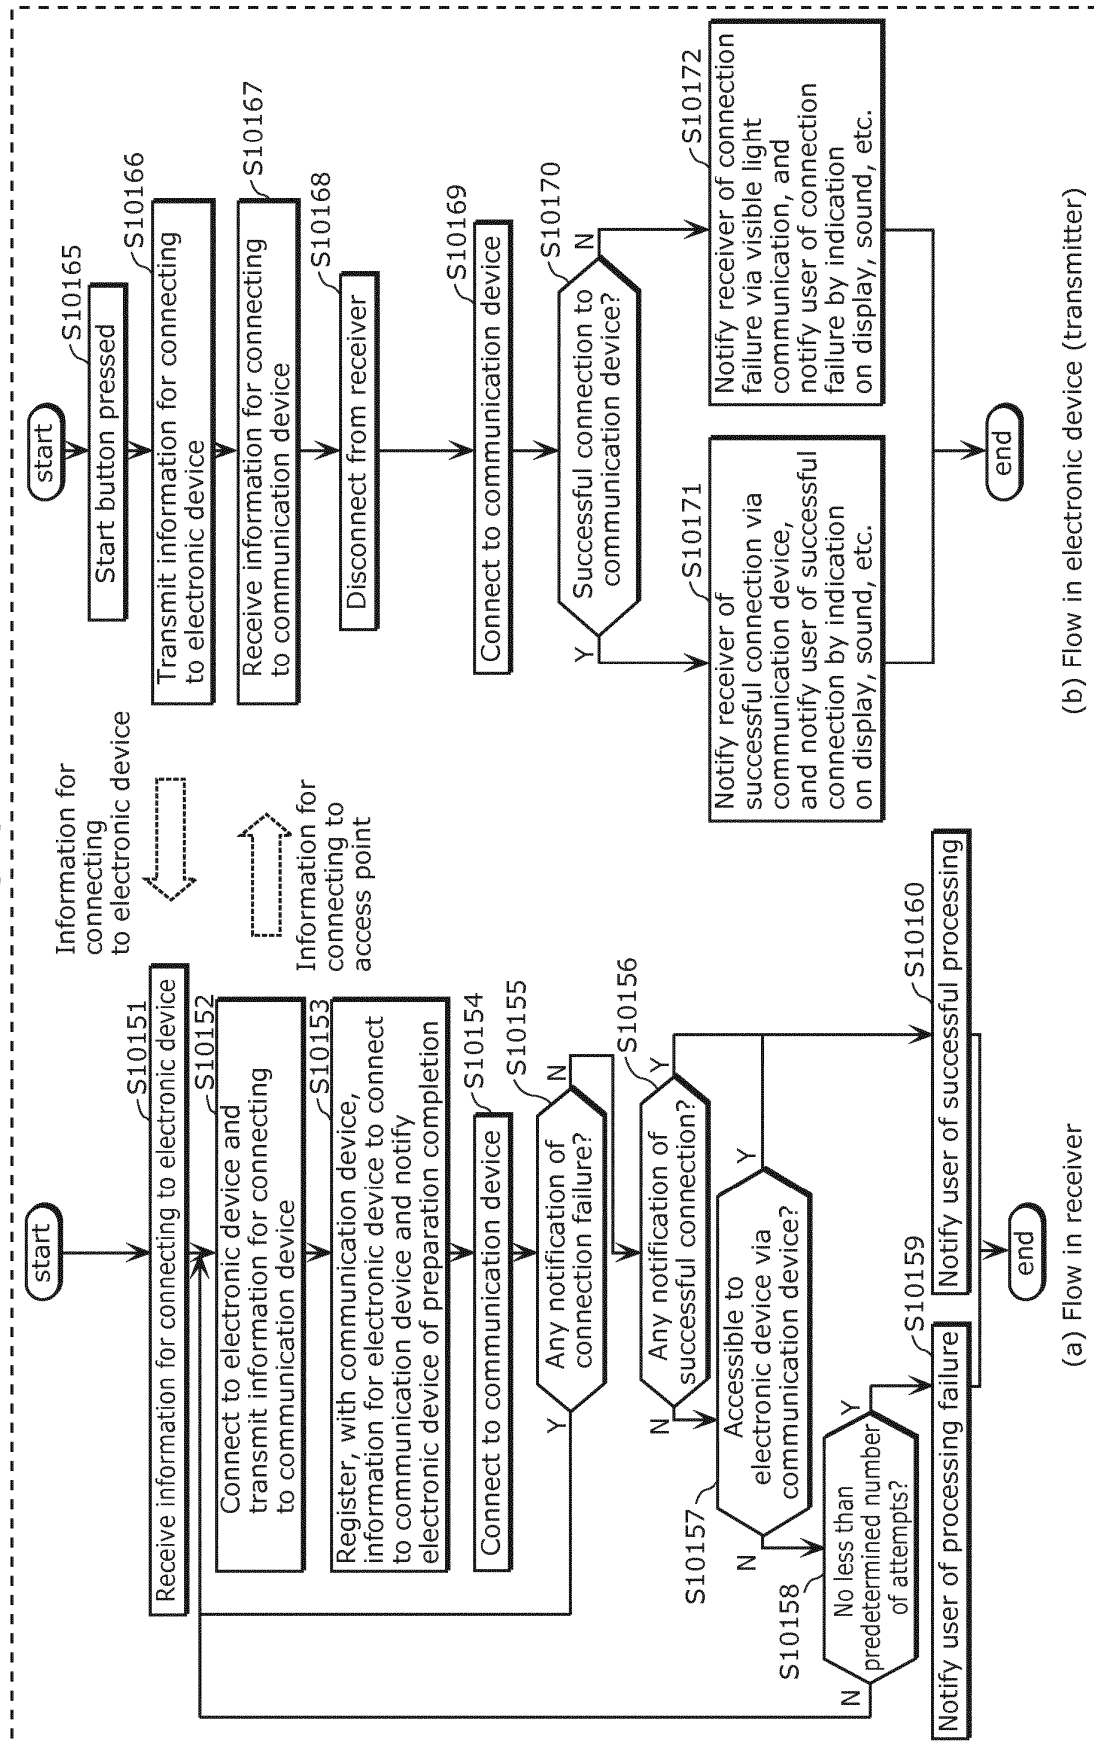 start
S10151
Receive information for connecting to electronic device
S10152
Connect to electronic device and
transmit information for connecting
to communication device
S10153
Register, with communication device,
information for electronic device to connect
to communication device and notify
electronic device of preparation completion
S10154
Connect to communication device
S10155
Any notification of
connection failure?
Y
N
S10156
Any notification of
successful connection?
N
Y
S10157
Accessible to
electronic device via
communication device?
N
Y
S10158
No less than
predetermined number
of attempts?
N
Y
S10159
Notify user of processing failure
S10160
Notify user of successful processing
end
(a) Flow in receiver
Information for
connecting
to electronic device
Information for
connecting to
access point
start
S10165
Start button pressed
S10166
Transmit information for connecting
to electronic device
S10167
Receive information for connecting
to communication device
S10168
Disconnect from receiver
S10169
Connect to communication device
S10170
Successful connection to
communication device?
Y
N
S10171
Notify receiver of
successful connection via
communication device,
and notify user of successful
connection by indication
on display, sound, etc.
S10172
Notify receiver of connection
failure via visible light
communication, and
notify user of connection
failure by indication
on display, sound, etc.
end
(b) Flow in electronic device (transmitter)